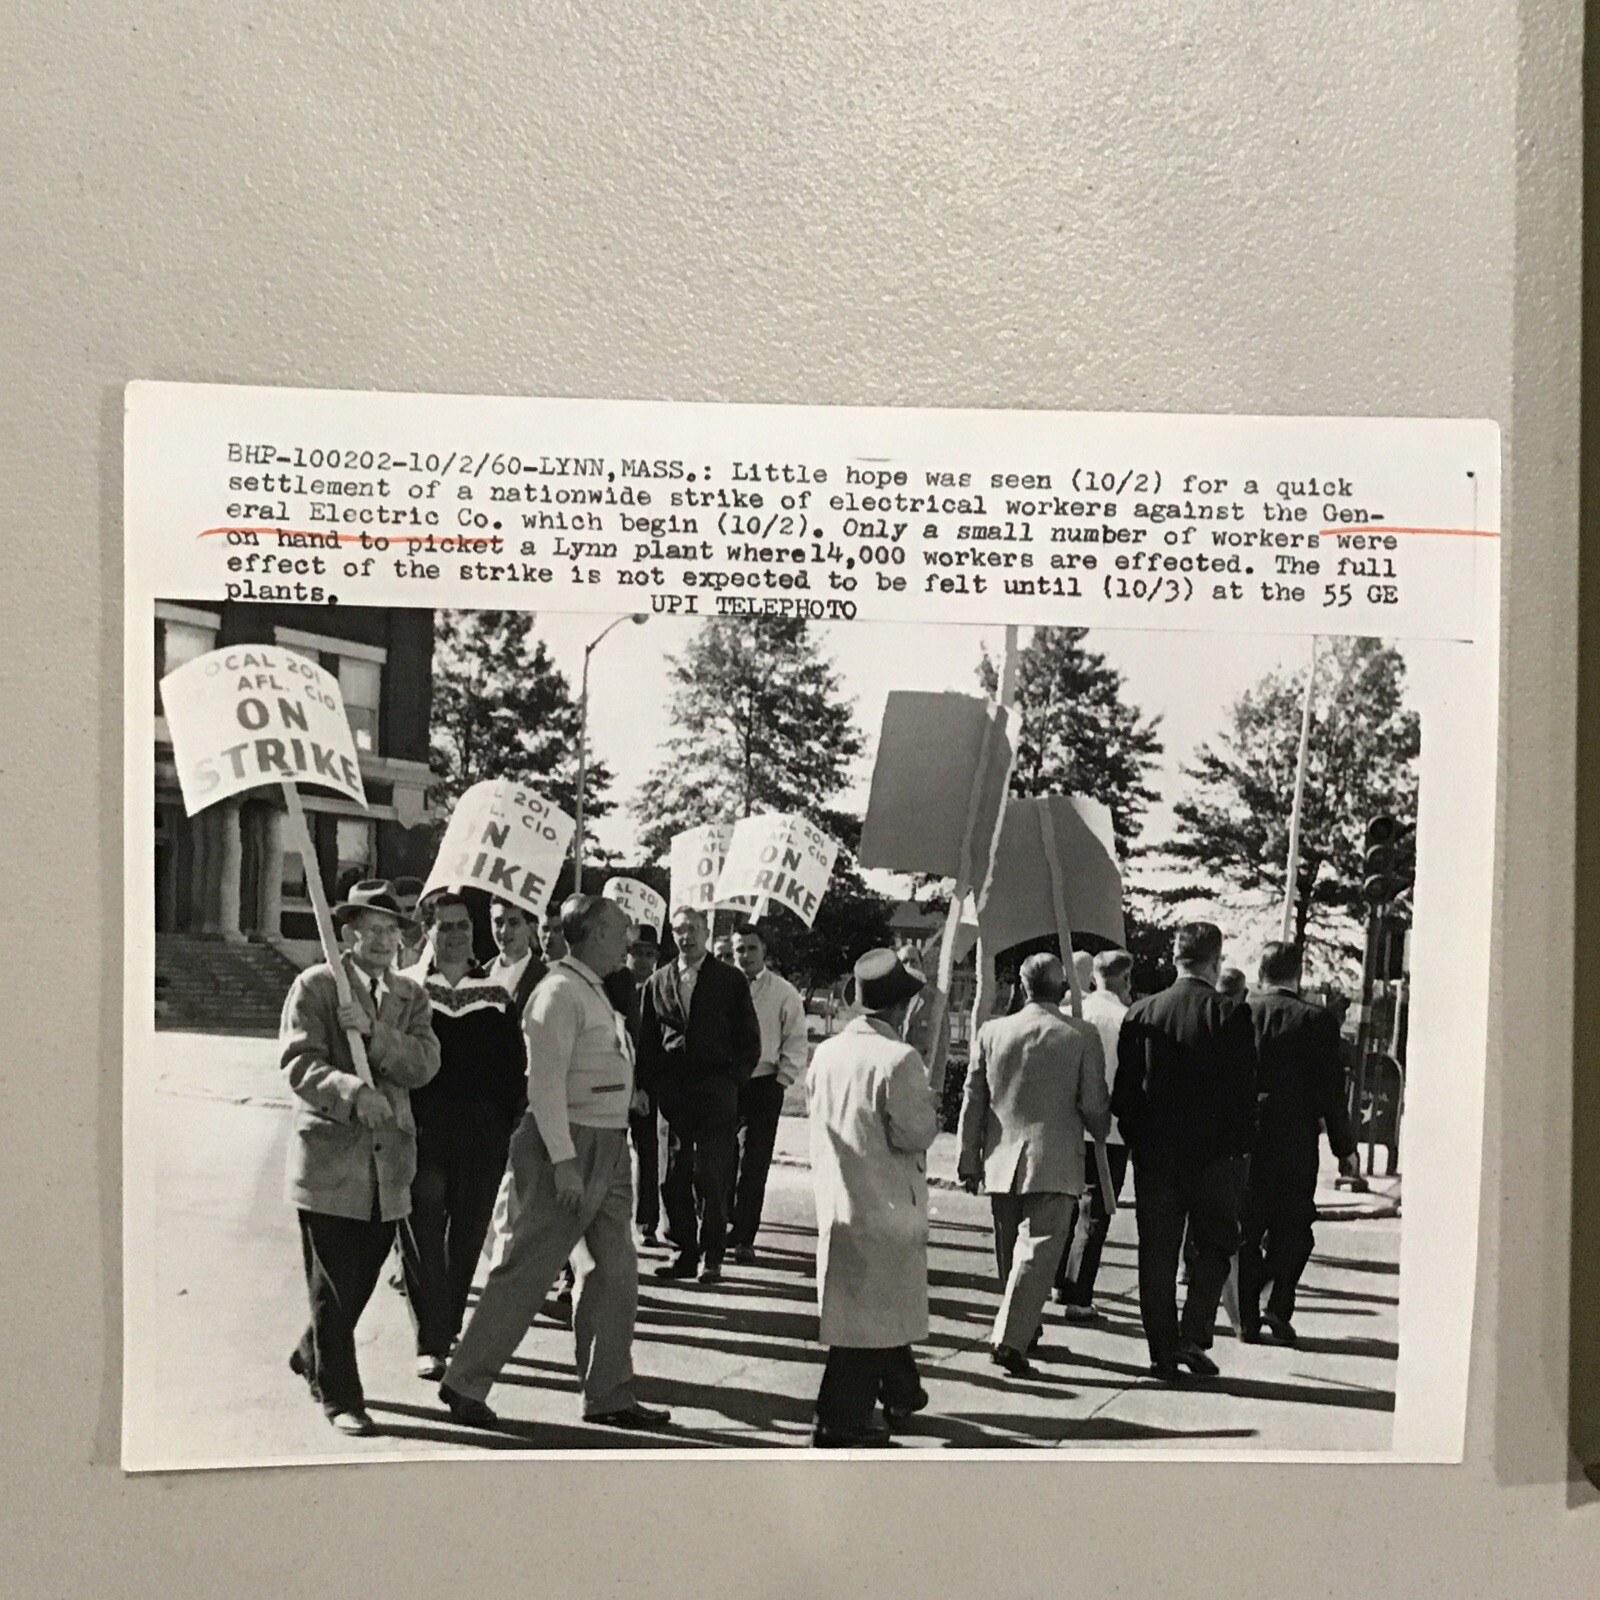 BHP-100202-10/2/60-LYNN,MASS.: Little hope was seen (10/2) for a quick
settlement of a nationwide strike of electrical workers against the Gen-
eral Electric Co. which begin (10/2). Only a small number of workers were
on hand to picket a Lynn plant where14,000 workers are effected. The full
effect of the strike is not expected to be felt until (10/3) at the 55 GE
plants.
UPI TELEPHOTO
OCAL 201
AFL. CIO.
ON
STRIKE
L 201
L. CIO.
N
RIKE
AL 201
FL. C
AL
AFL
O
TR
AL 201
AFL. CIO
ON
TRIKE